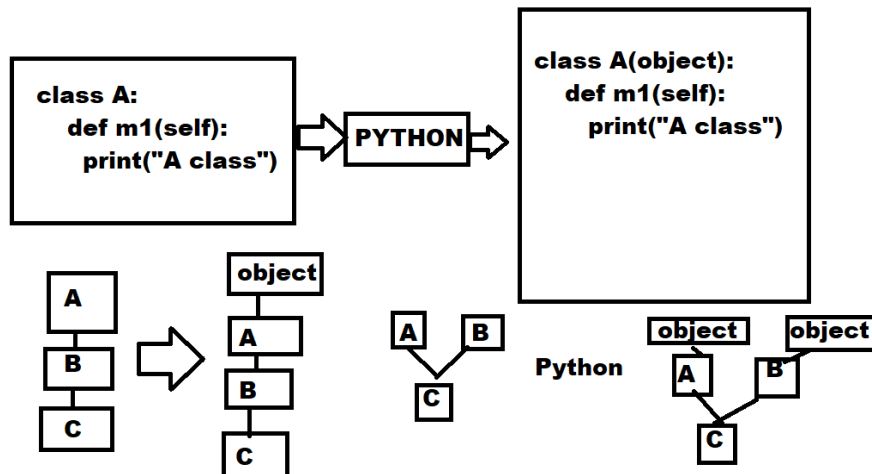 class A:
def m1(self):
print("A class")
PYTHON
class A(object):
def m1(self):
print("A class")
A
B
C
object
A
B
C
A
B
C
Python
object
object
A
B
C